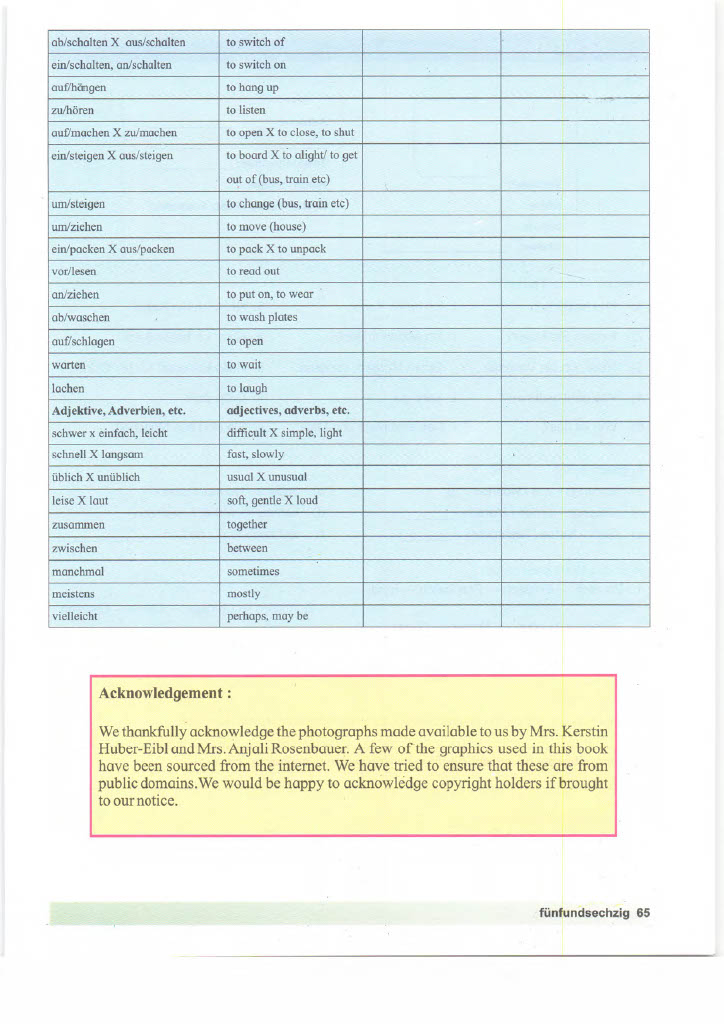 ab/schalten X aus/schalten to switch of
ein/schalten, an/schalten to switch on
auf/hängen to hang up
zu/hören to listen
auf/machen X zu/machen to open X to close, to shut
ein/steigen X aus/steigen to board X to alight/ to get
out of (bus, train etc)
um/steigen to change (bus, train etc)
um/ziehen to move (house)
ein/packen X aus/packen to pack X to unpack
vor/lesen to read out
an/ziehen to put on, to wear
ab/waschen to wash plates
auf/schlagen to open
warten to wait
lachen to laugh
Adjektive, Adverbien, etc. adjectives, adverbs, etc.
schwer x einfach, leicht difficult X simple, light
schnell X langsam fast, slowly
üblich X unüblich usual X unusual
leise X laut soft, gentle X loud
zusammen together
zwischen between
manchmal sometimes
meistens mostly
vielleicht perhaps, may be
Acknowledgement :
We thankfully acknowledge the photographs made available to us by Mrs. Kerstin
Huber-Eibl and Mrs. Anjali Rosenbauer. A few of the graphics used in this book
have been sourced from the internet. We have tried to ensure that these are from
public domains.We would be happy to acknowledge copyright holders if brought
to our notice.
fünfundsechzig 65